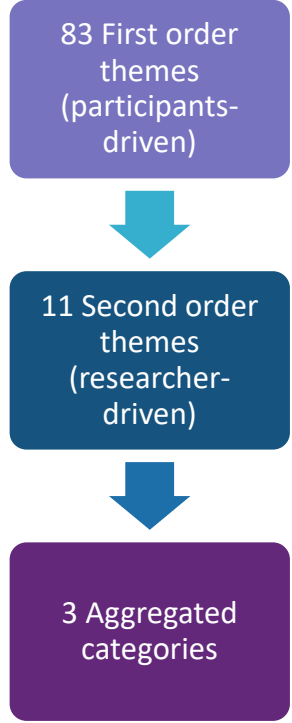 83 First order
themes
(participants-
driven)
11 Second order
themes
(researcher-
driven)
3 Aggregated
categories